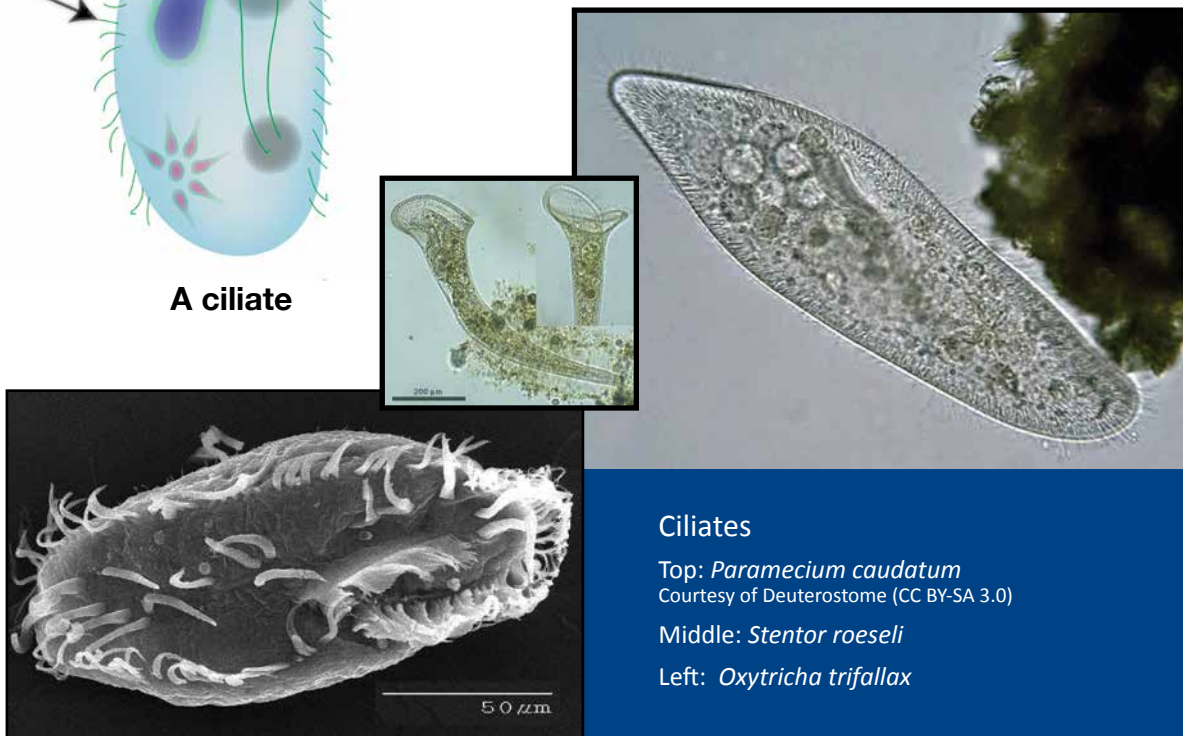 A ciliate
200 µm
50 µm
Ciliates
Top: Paramecium caudatum
Courtesy of Deuterostome (CC BY-SA 3.0)
Middle: Stentor roeseli
Left: Oxytricha trifallax